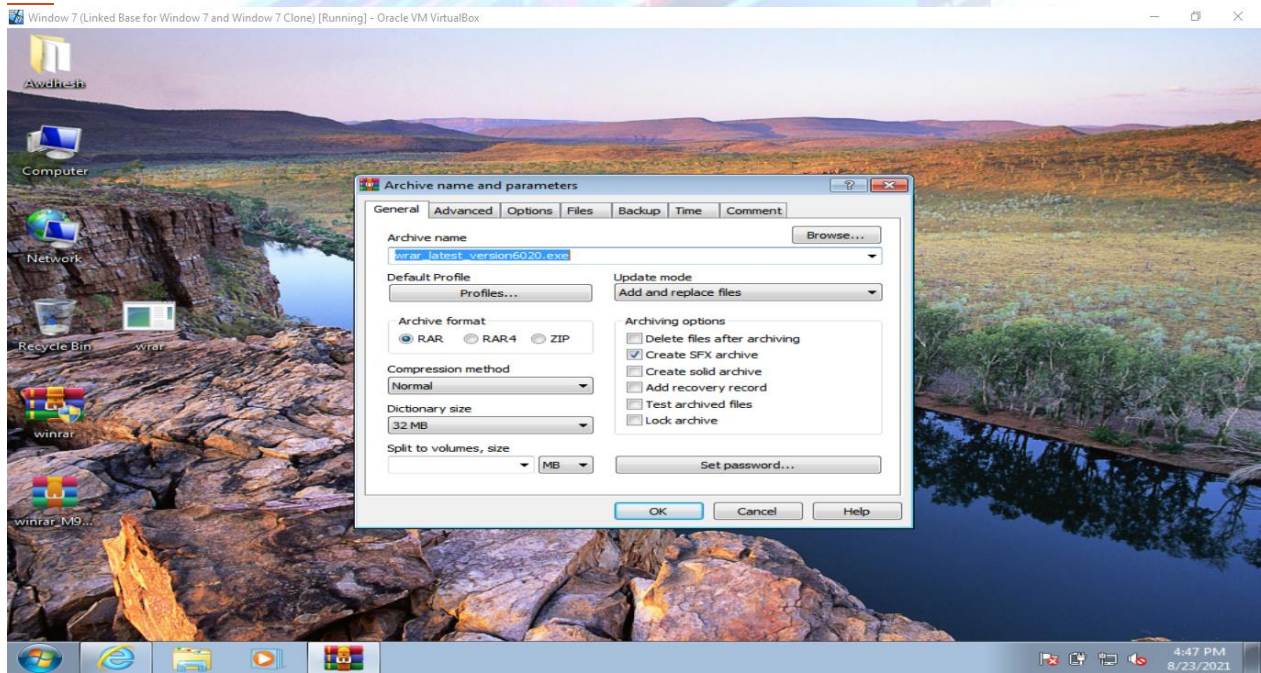 Window 7 (Linked Base for Window 7 and Window 7 Clone) [Running] - Oracle VM VirtualBox
Awdhesh
Computer
Network
Recycle Bin
wrar
winrar
winrar_M9...
Archive name and parameters
General Advanced Options Files Backup Time Comment
Archive name
Browse...
wrar_latest_version6020.exe
Default Profile
Profiles...
Update mode
Add and replace files
Archive format
RAR RAR4 ZIP
Compression method
Normal
Dictionary size
32 MB
Split to volumes, size
MB
Archiving options
Delete files after archiving
Create SFX archive
Create solid archive
Add recovery record
Test archived files
Lock archive
Set password...
OK Cancel Help
4:47 PM
8/23/2021